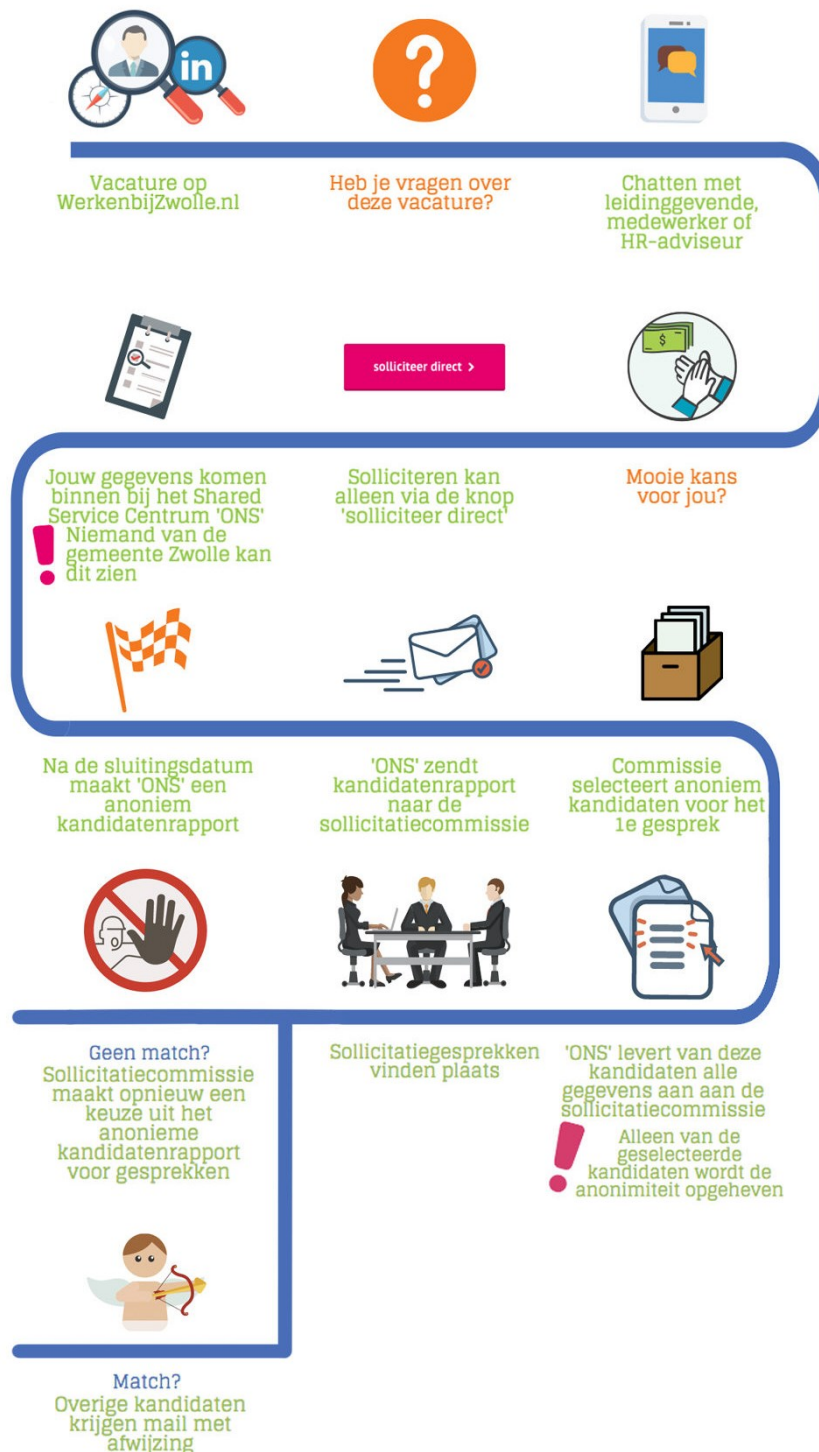 in
Vacature op
WerkenbijZwolle.nl
Heb je vragen over
deze vacature?
Chatten met
leidinggevende,
medewerker of
HR-adviseur
$
Mooie kans
voor jou?
solliciteer direct >
Solliciteren kan
alleen via de knop
'solliciteer direct'
Jouw gegevens komen
binnen bij het Shared
Service Centrum 'ONS'
! Niemand van de
gemeente Zwolle kan
dit zien
Na de sluitingsdatum
maakt 'ONS' een
anoniem
kandidatenrapport
'ONS' zendt
kandidatenrapport
naar de
sollicitatiecommissie
Commissie
selecteert anoniem
kandidaten voor het
1e gesprek
'ONS' levert van deze
kandidaten alle
gegevens aan aan de
sollicitatiecommissie
! Alleen van de
geselecteerde
kandidaten wordt de
anonimiteit opgeheven
Sollicitatiegesprekken
vinden plaats
Geen match?
Sollicitatiecommissie
maakt opnieuw een
keuze uit het
anonieme
kandidatenrapport
voor gesprekken
Match?
Overige kandidaten
krijgen mail met
afwijzing